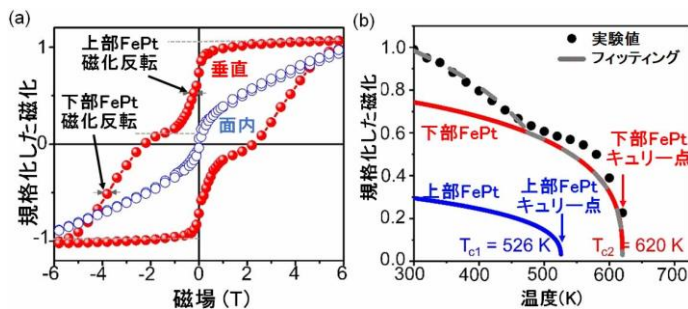 (a)
規格化した磁化
1
0
-1
上部FePt
磁化反転
垂直
下部FePt
磁化反転
面内
-6 -4 -2 0 2 4 6
磁場 (T)
(b)
規格化した磁化
1.0
0.8
0.6
0.4
0.2
0.0
実験値
フィッティング
下部FePt
下部FePt
キュリー点
上部FePt
上部FePt
キュリー点
Tc1 = 526 K
Tc2 = 620 K
300 400 500 600
温度(K)